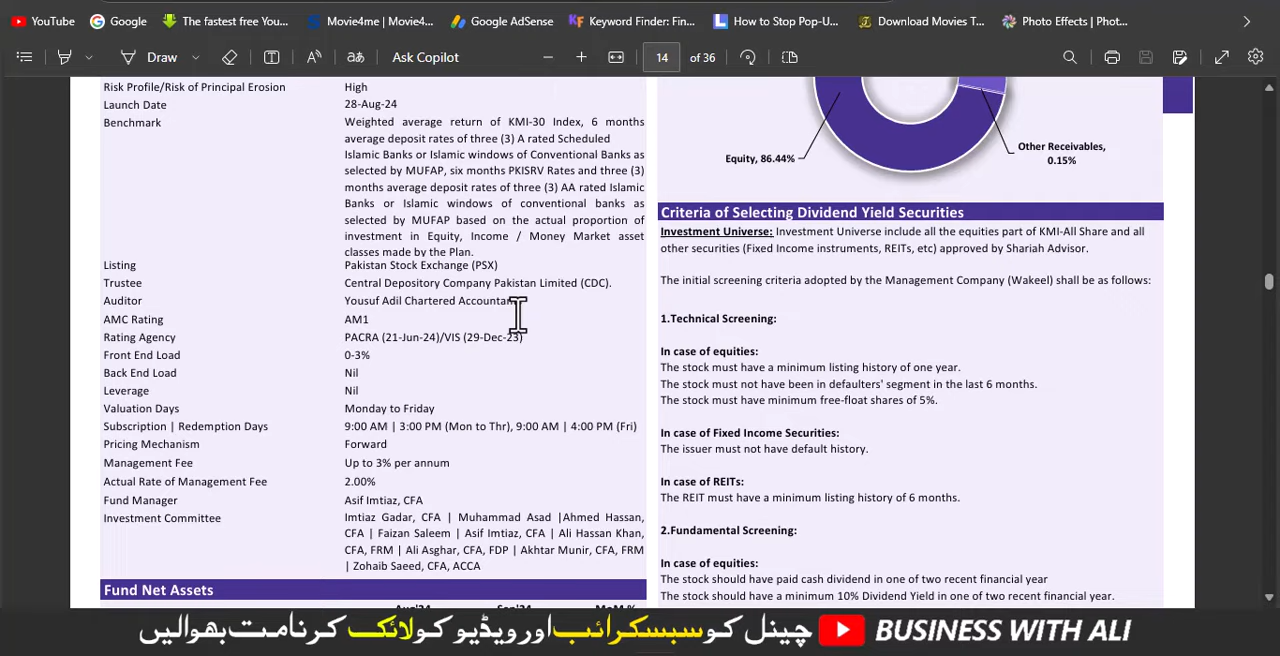 YouTube
Google
The fastest free You...
Movie4me | Movie4...
Google AdSense
Keyword Finder: Fin...
How to Stop Pop-U...
Download Movies T...
Photo Effects | Phot...
Draw
Ask Copilot
14 of 36
Risk Profile/Risk of Principal Erosion High
Launch Date 28-Aug-24
Benchmark Weighted average return of KMI-30 Index, 6 months
average deposit rates of three (3) A rated Scheduled
Islamic Banks or Islamic windows of Conventional Banks as
selected by MUFAP, six months PKISRV Rates and three (3)
months average deposit rates of three (3) AA rated Islamic
Banks or Islamic windows of conventional banks as
selected by MUFAP based on the actual proportion of
investment in Equity, Income / Money Market asset
classes made by the Plan.
Listing Pakistan Stock Exchange (PSX)
Trustee Central Depository Company Pakistan Limited (CDC).
Auditor Yousuf Adil Chartered Accountant
AMC Rating AM1
Rating Agency PACRA (21-Jun-24)/VIS (29-Dec-23)
Front End Load 0-3%
Back End Load Nil
Leverage Nil
Valuation Days Monday to Friday
Subscription | Redemption Days 9:00 AM | 3:00 PM (Mon to Thr), 9:00 AM | 4:00 PM (Fri)
Pricing Mechanism Forward
Management Fee Up to 3% per annum
Actual Rate of Management Fee 2.00%
Fund Manager Asif Imtiaz, CFA
Investment Committee Imtiaz Gadar, CFA | Muhammad Asad |Ahmed Hassan,
CFA | Faizan Saleem | Asif Imtiaz, CFA | Ali Hassan Khan,
CFA, FRM | Ali Asghar, CFA, FDP | Akhtar Munir, CFA, FRM
| Zohaib Saeed, CFA, ACCA
Fund Net Assets
Aug'24 Sep'24 MoM %
Equity, 86.44%
Other Receivables,
0.15%
Criteria of Selecting Dividend Yield Securities
Investment Universe: Investment Universe include all the equities part of KMI-All Share and all
other securities (Fixed Income instruments, REITs, etc) approved by Shariah Advisor.
The initial screening criteria adopted by the Management Company (Wakeel) shall be as follows:
1.Technical Screening:
In case of equities:
The stock must have a minimum listing history of one year.
The stock must not have been in defaulters' segment in the last 6 months.
The stock must have minimum free-float shares of 5%.
In case of Fixed Income Securities:
The issuer must not have default history.
In case of REITs:
The REIT must have a minimum listing history of 6 months.
2.Fundamental Screening:
In case of equities:
The stock should have paid cash dividend in one of two recent financial year
The stock should have a minimum 10% Dividend Yield in one of two recent financial year.
چینل کو سبسکرائب اور ویڈیو کو لائک کرنا مت بھوالیں
BUSINESS WITH ALI